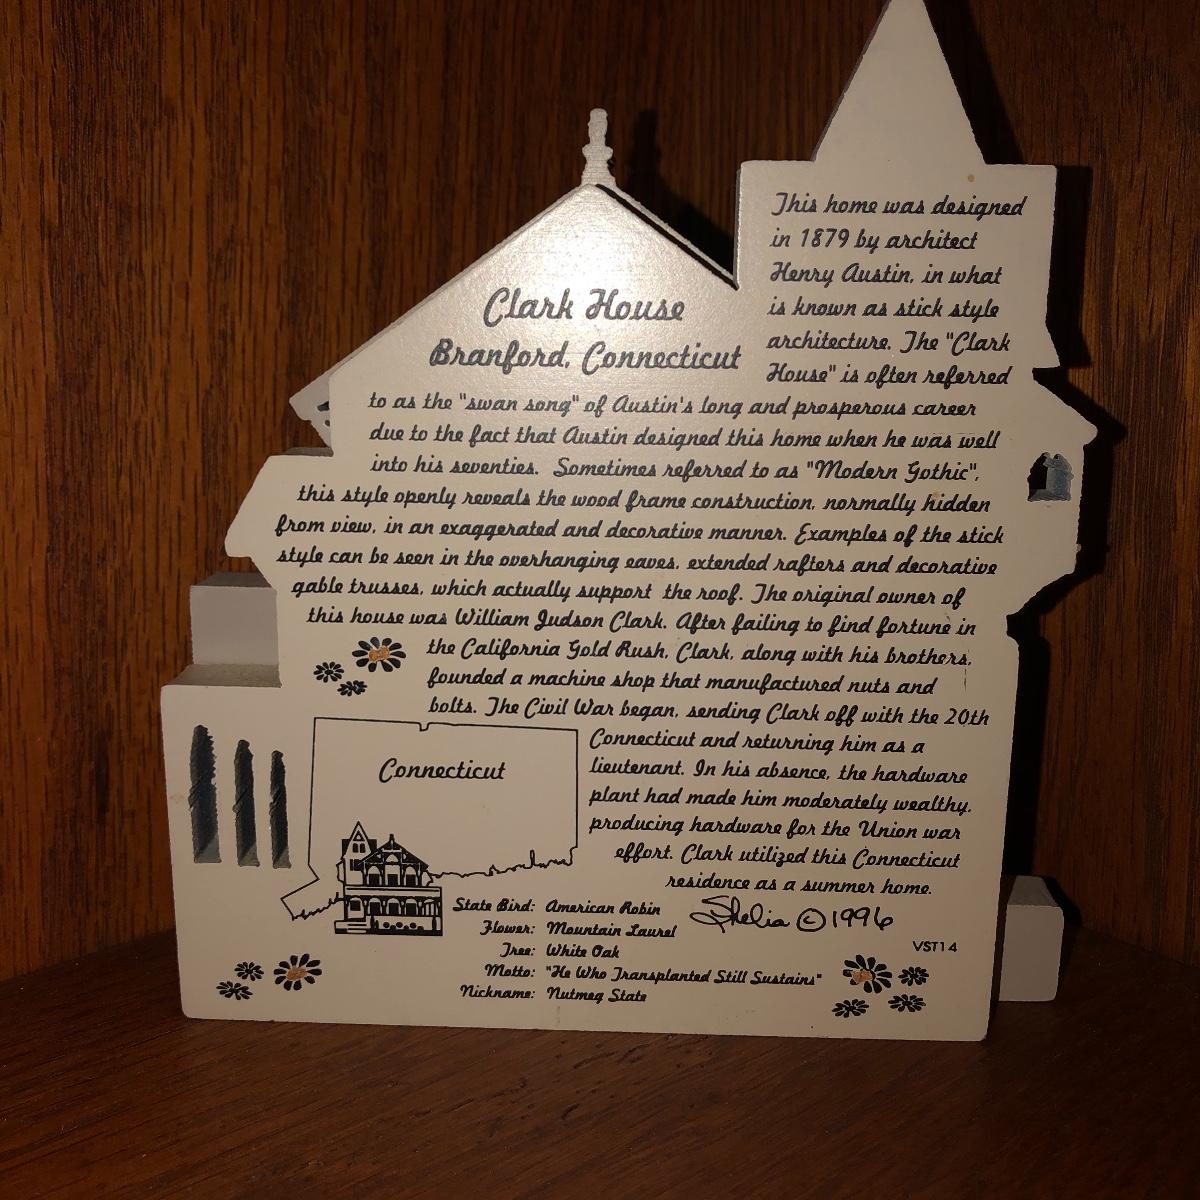 Clark House
Branford, Connecticut
This home was designed
in 1879 by architect
Henry Austin, in what
is known as stick style
architecture. The "Clark
House" is often referred
to as the "swan song" of Austin's long and prosperous career
due to the fact that Austin designed this home when he was well
into his seventies. Sometimes referred to as "Modern Gothic",
this style openly reveals the wood frame construction, normally hidden
from view, in an exaggerated and decorative manner. Examples of the stick
style can be seen in the overhanging eaves, extended rafters and decorative
gable trusses, which actually support the roof. The original owner of
this house was William Judson Clark. After failing to find fortune in
the California Gold Rush, Clark, along with his brothers,
founded a machine shop that manufactured nuts and
bolts. The Civil War began, sending Clark off with the 20th
Connecticut and returning him as a
lieutenant. In his absence, the hardware
plant had made him moderately wealthy,
producing hardware for the Union war
effort. Clark utilized this Connecticut
residence as a summer home.
Connecticut
State Bird: American Robin
Flower: Mountain Laurel
Tree: White Oak
Motto: "He Who Transplanted Still Sustains"
Nickname: Nutmeg State
Shelia © 1996
VST14